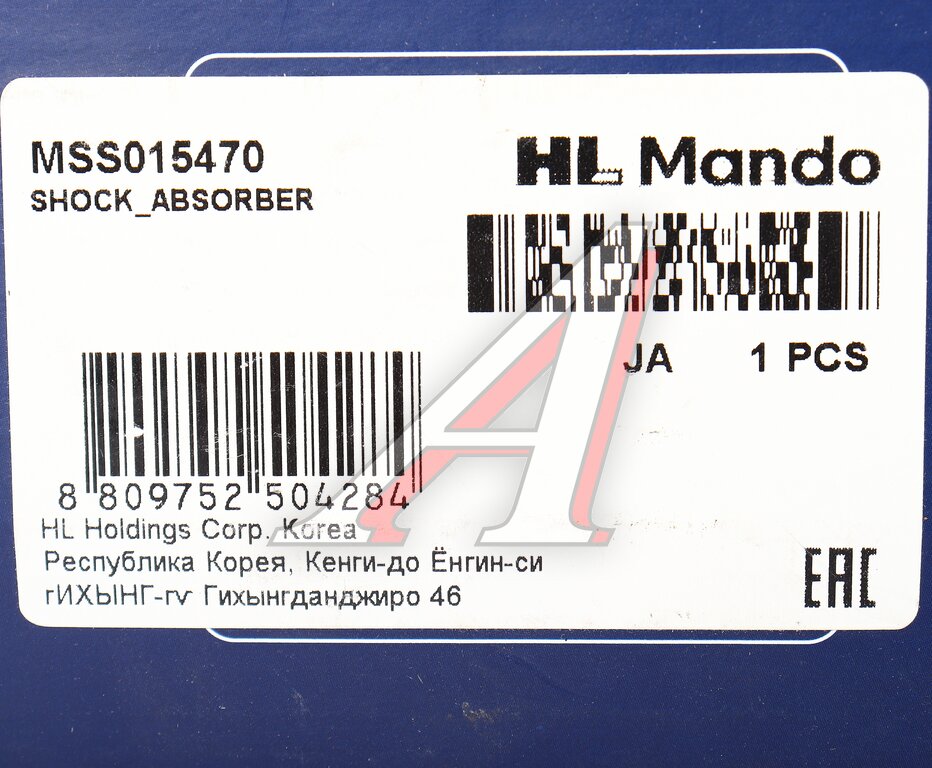 MSS015470
SHOCK_ABSORBER
HL Mando
JA 1 PCS
8 809752 504284
HL Holdings Corp. Korea
Республика Корея, Кенги-до Ёнгин-си
гИХЫНГ-гv Гихынгданджиро 46
EAC